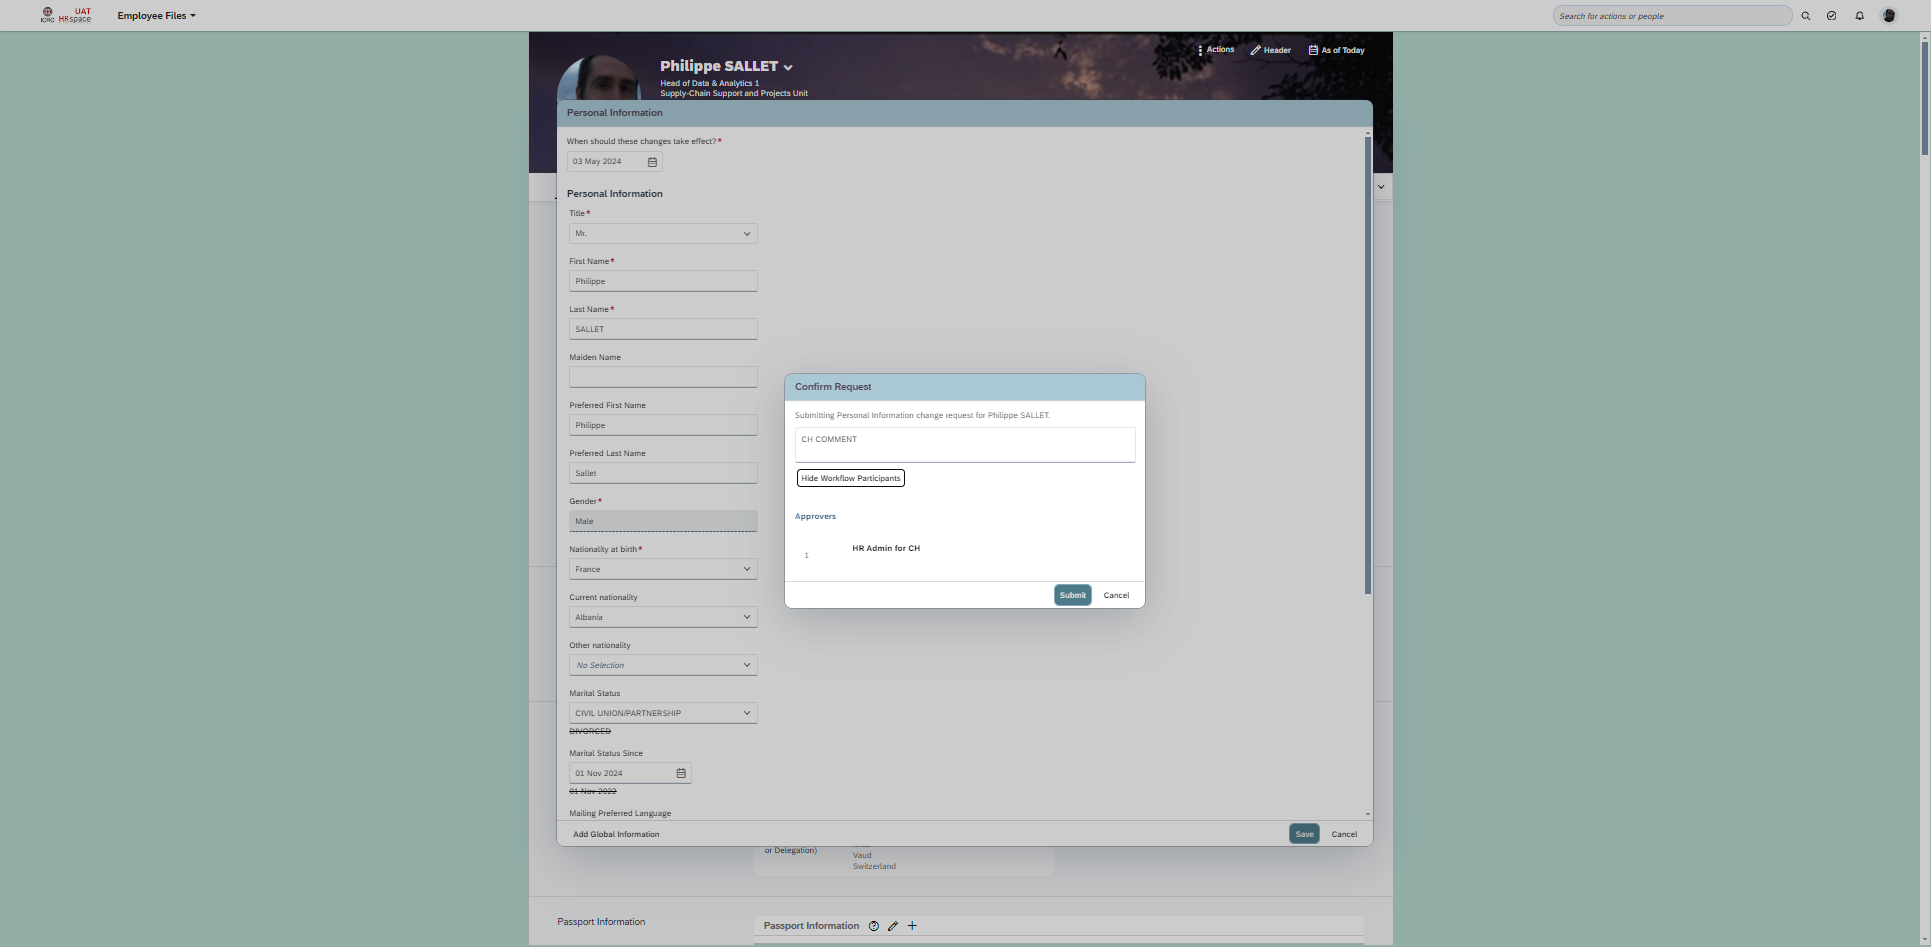 ICRC
UAT
HRspace
Employee Files
Search for actions or people
Actions
Header
As of Today
Philippe SALLET
Head of Data & Analytics 1
Supply-Chain Support and Projects Unit
Personal Information
When should these changes take effect?*
03 May 2024
Personal Information
Title*
Mr.
First Name*
Philippe
Last Name*
SALLET
Maiden Name
Preferred First Name
Philippe
Preferred Last Name
Sallet
Gender*
Male
Nationality at birth*
France
Current nationality
Albania
Other nationality
No Selection
Marital Status
CIVIL UNION/PARTNERSHIP
DIVORCED
Marital Status Since
01 Nov 2024
01 Nov 2022
Mailing Preferred Language
Add Global Information
Save
Cancel
Confirm Request
Submitting Personal Information change request for Philippe SALLET.
CH COMMENT
Hide Workflow Participants
Approvers
1
HR Admin for CH
Submit
Cancel
or Delegation)
Vaud
Switzerland
Passport Information
Passport Information